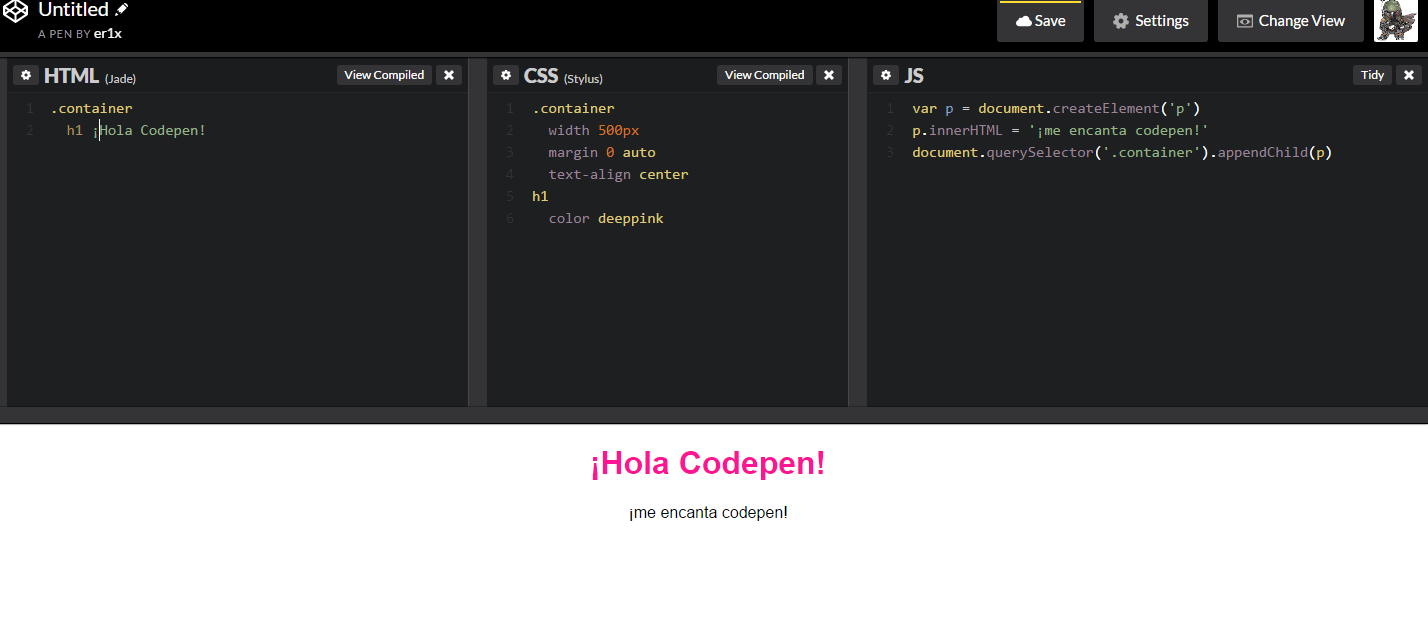 Untitled
A PEN BY er1x
Save
Settings
Change View
HTML (Jade)
View Compiled
1 .container
2 h1 ¡Hola Codepen!
CSS (Stylus)
View Compiled
1 .container
2 width 500px
3 margin 0 auto
4 text-align center
5 h1
6 color deeppink
JS
Tidy
1 var p = document.createElement('p')
2 p.innerHTML = '¡me encanta codepen!'
3 document.querySelector('.container').appendChild(p)
¡Hola Codepen!
¡me encanta codepen!